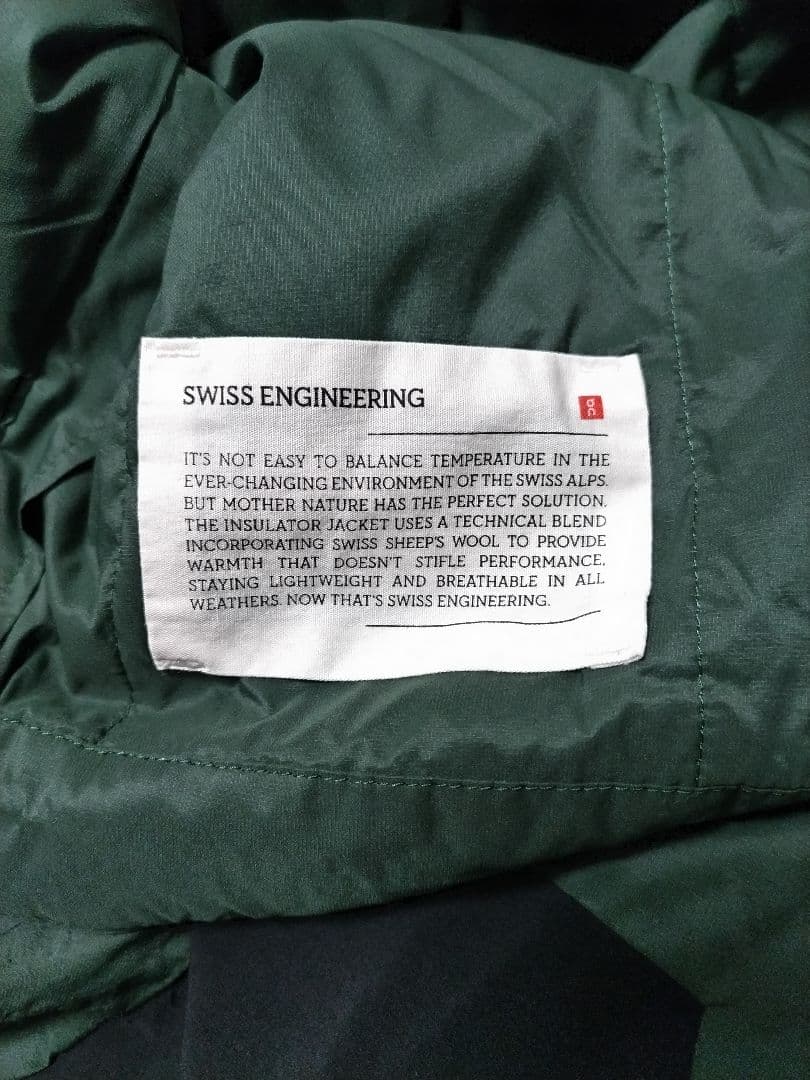 SWISS ENGINEERING
on
IT'S NOT EASY TO BALANCE TEMPERATURE IN THE
EVER-CHANGING ENVIRONMENT OF THE SWISS ALPS.
BUT MOTHER NATURE HAS THE PERFECT SOLUTION.
THE INSULATOR JACKET USES A TECHNICAL BLEND
INCORPORATING SWISS SHEEP'S WOOL TO PROVIDE
WARMTH THAT DOESN'T STIFLE PERFORMANCE,
STAYING LIGHTWEIGHT AND BREATHABLE IN ALL
WEATHERS. NOW THAT'S SWISS ENGINEERING.